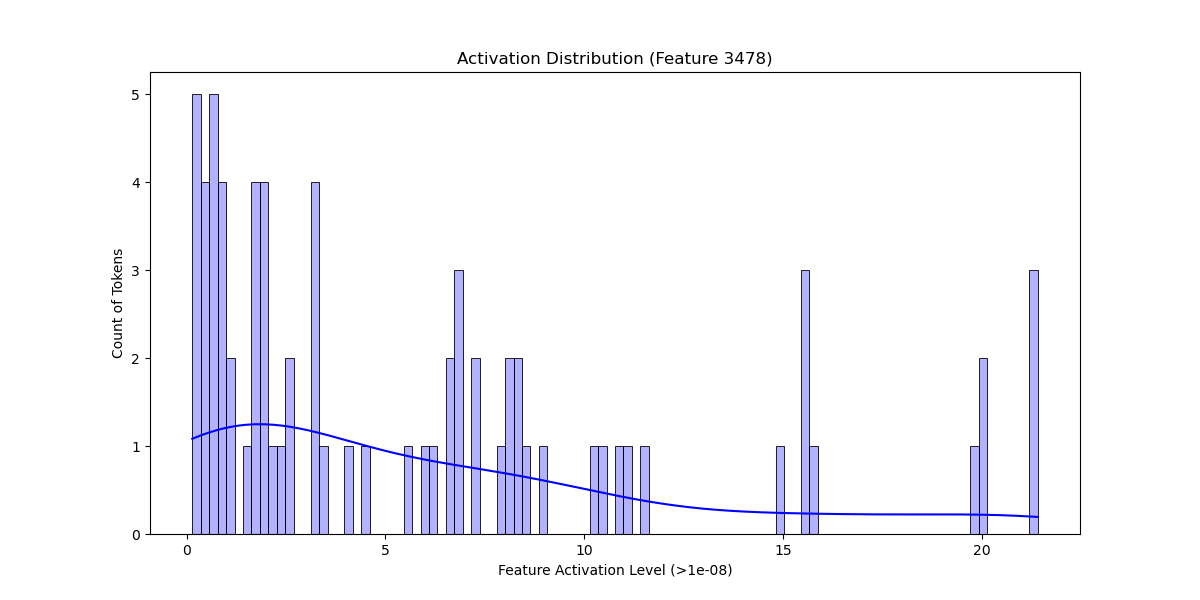 Activation Distribution (Feature 3478)
5
4
3
2
1
0
Count of Tokens
0 5 10 15 20
Feature Activation Level (>1e-08)